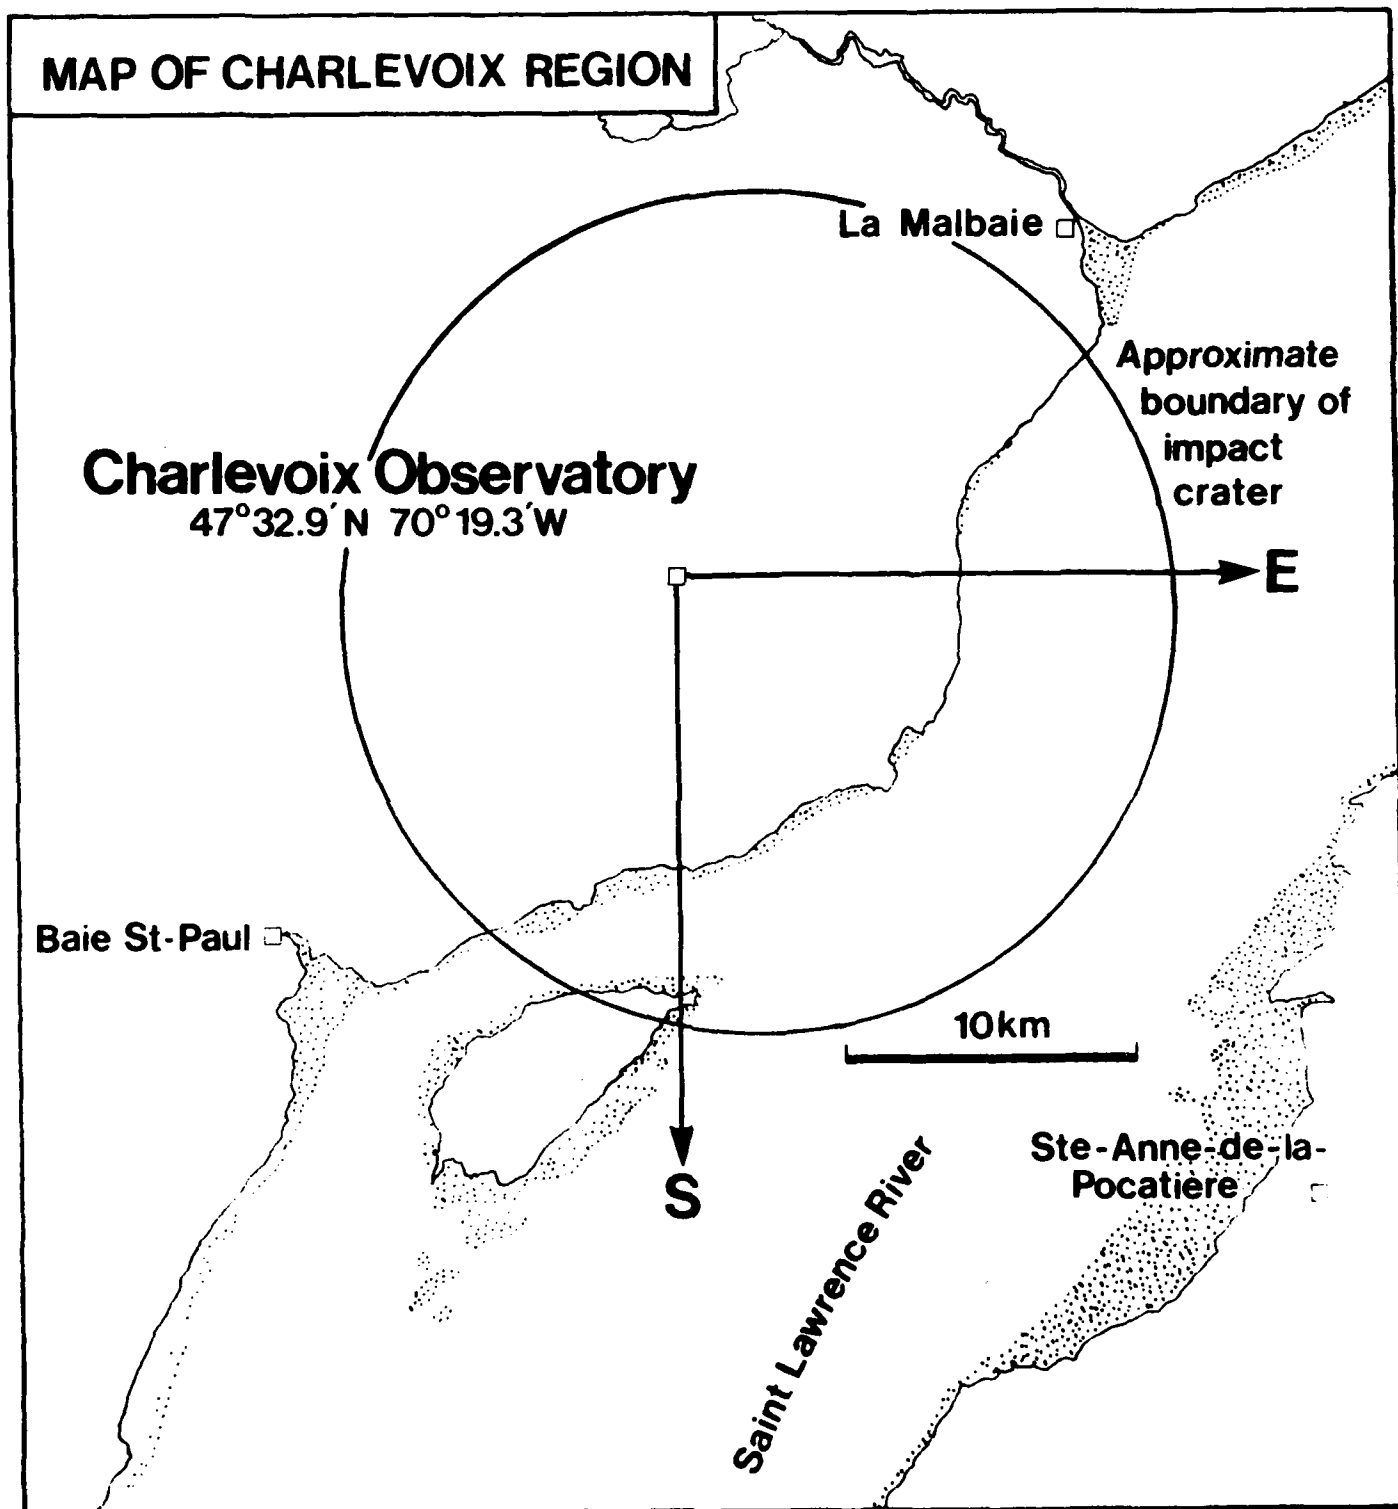 MAP OF CHARLEVOIX REGION
La Malbaie
Approximate
boundary of
impact
crater
Charlevoix Observatory
47°32.9′N 70°19.3′W
E
Baie St-Paul
10km
Ste-Anne-de-la-
Pocatière
S
Saint Lawrence River